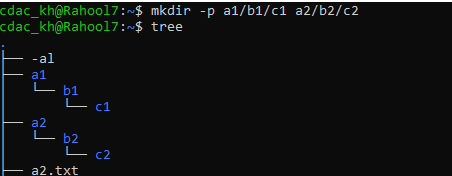 cdac_kh@Rahool7:~$ mkdir -p a1/b1/c1 a2/b2/c2
cdac_kh@Rahool7:~$ tree
.
├── -al
├── a1
│   └── b1
│       └── c1
├── a2
│   └── b2
│       └── c2
├── a2.txt